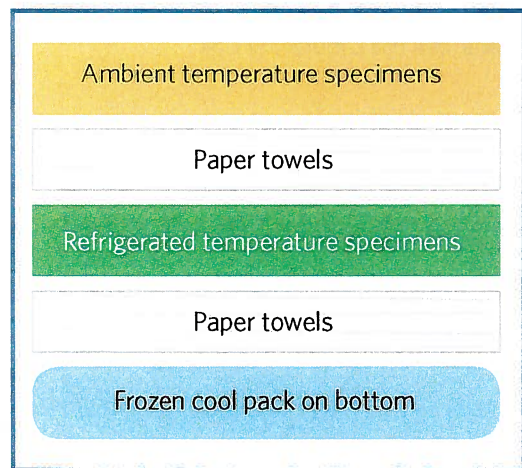 Ambient temperature specimens
Paper towels
Refrigerated temperature specimens
Paper towels
Frozen cool pack on bottom